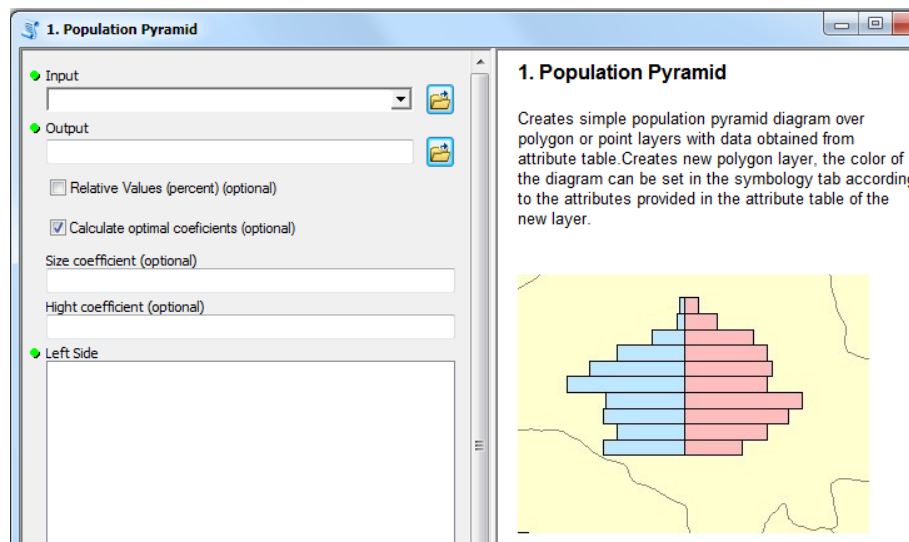 1. Population Pyramid
Input
Output
Relative Values (percent) (optional)
Calculate optimal coeficients (optional)
Size coefficient (optional)
Hight coefficient (optional)
Left Side
1. Population Pyramid
Creates simple population pyramid diagram over
polygon or point layers with data obtained from
attribute table.Creates new polygon layer, the color of
the diagram can be set in the symbology tab according
to the attributes provided in the attribute table of the
new layer.